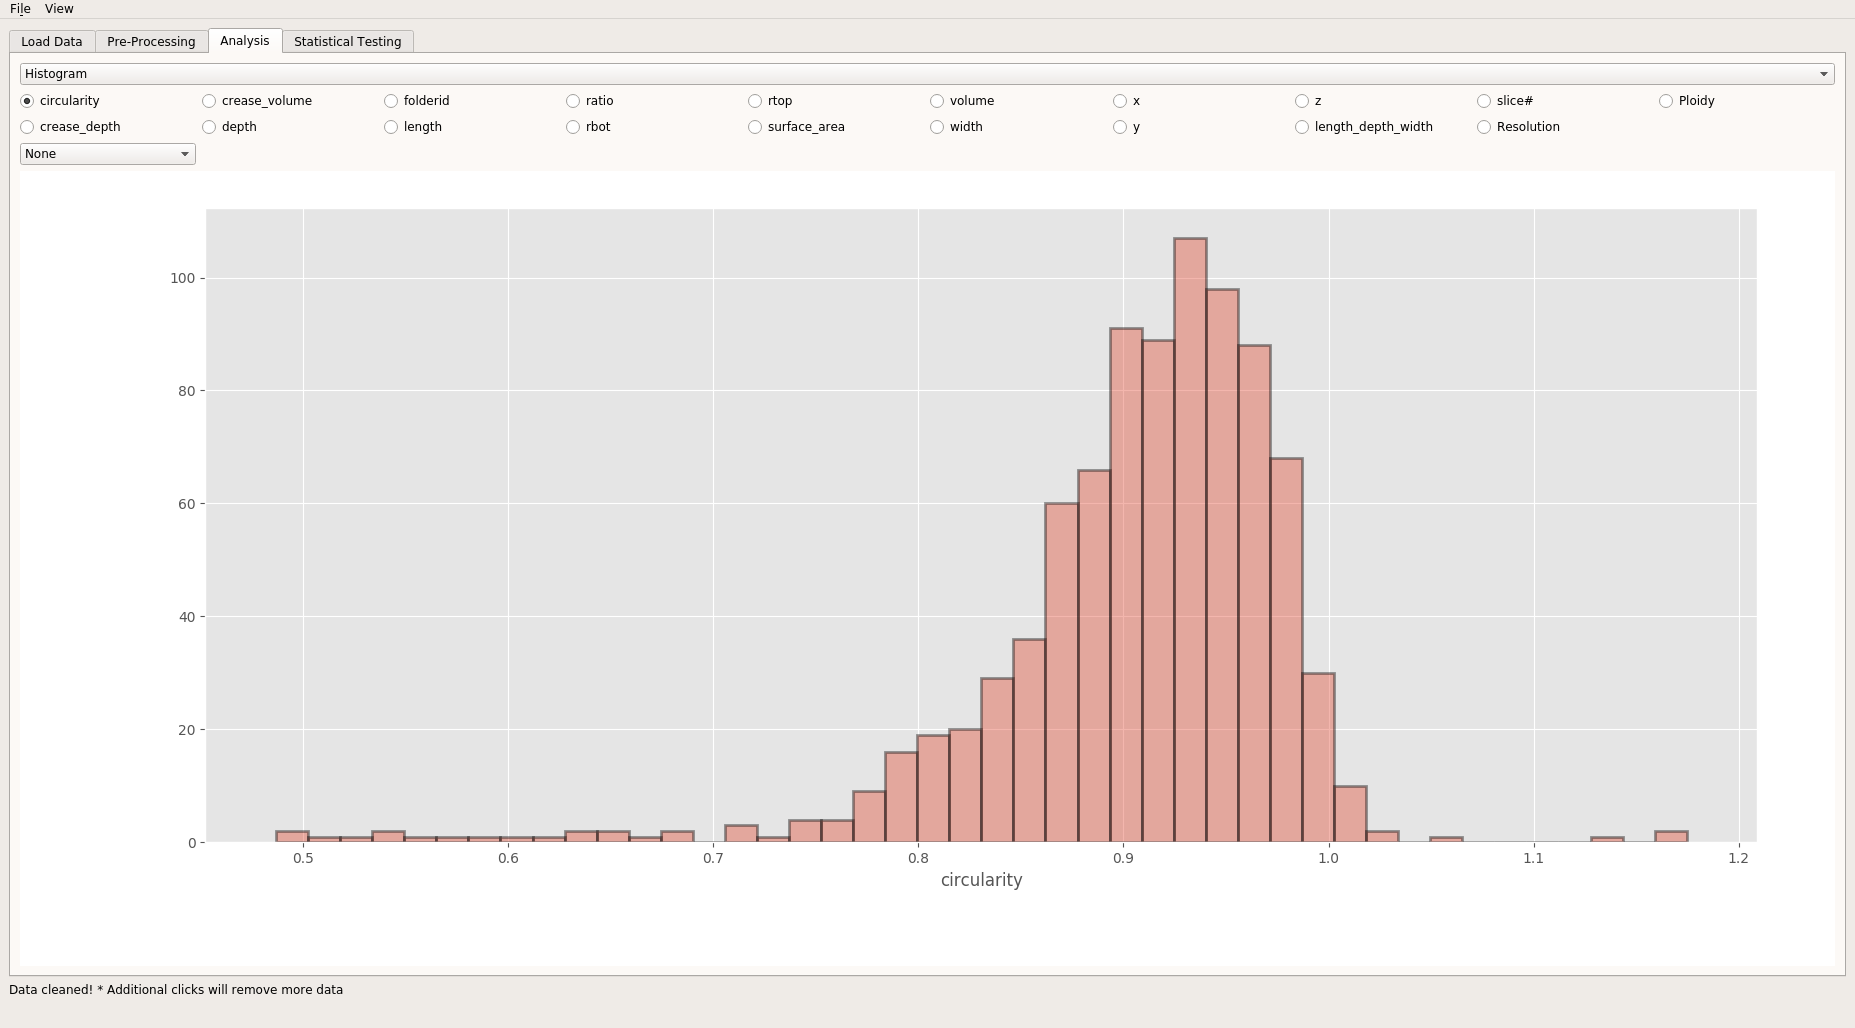 File View
Load Data Pre-Processing Analysis Statistical Testing
Histogram
circularity crease_volume folderid ratio rtop volume x z slice# Ploidy
crease_depth depth length rbot surface_area width y length_depth_width Resolution
None
100
80
60
40
20
0
0.5 0.6 0.7 0.8 0.9 1.0 1.1 1.2
circularity
Data cleaned! * Additional clicks will remove more data